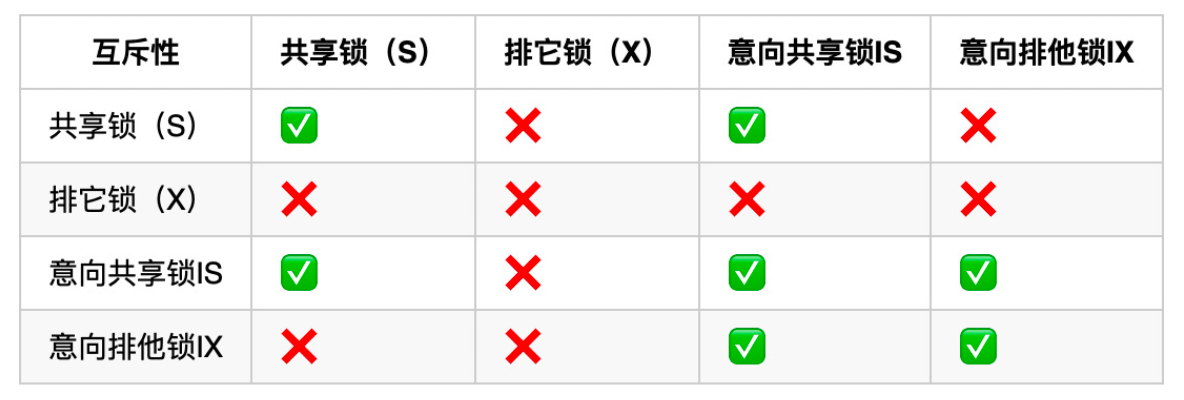 互斥性 共享锁（S） 排它锁（X） 意向共享锁IS 意向排他锁IX
共享锁（S） ✅ ❌ ✅ ❌
排它锁（X） ❌ ❌ ❌ ❌
意向共享锁IS ✅ ❌ ✅ ✅
意向排他锁IX ❌ ❌ ✅ ✅